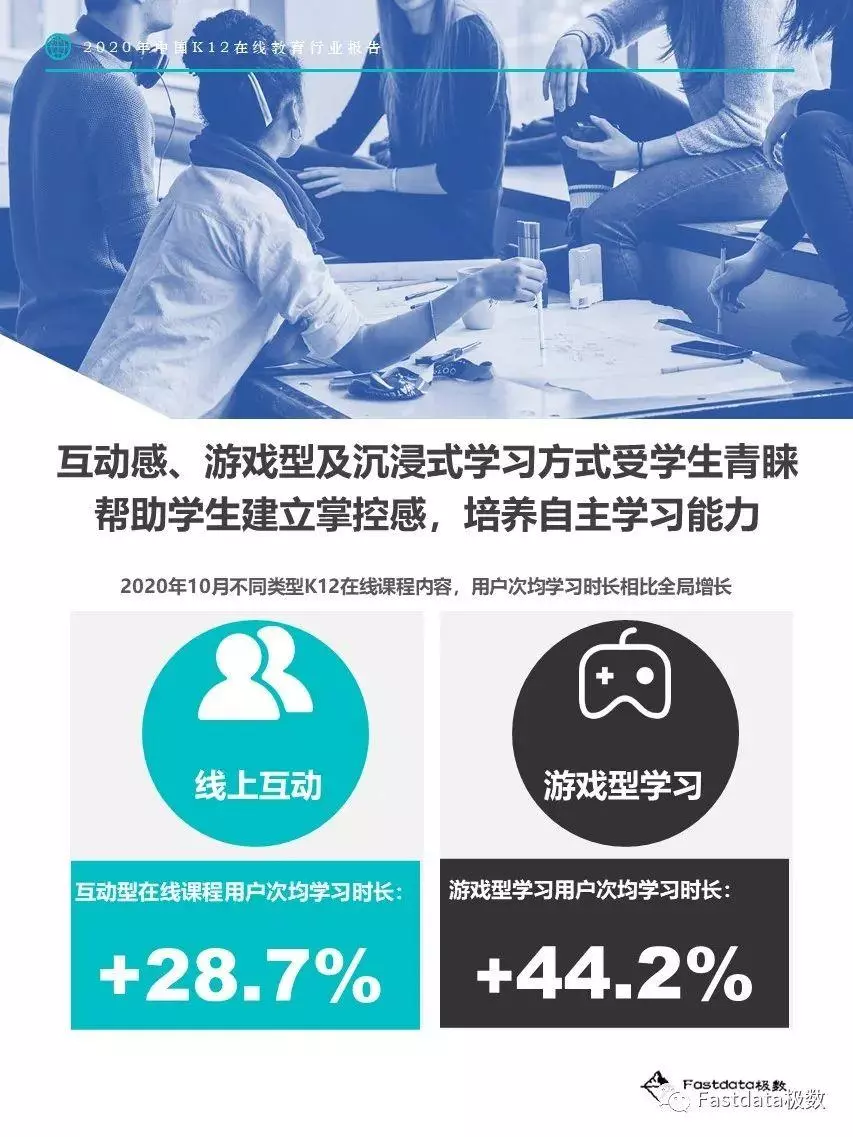 2020年中国K12在线教育行业报告
互动感、游戏型及沉浸式学习方式受学生青睐
帮助学生建立掌控感，培养自主学习能力
2020年10月不同类型K12在线课程内容，用户次均学习时长相比全局增长
线上互动
游戏型学习
互动型在线课程用户次均学习时长：
+28.7%
游戏型学习用户次均学习时长：
+44.2%
Fastdata极数
Fastdata极数